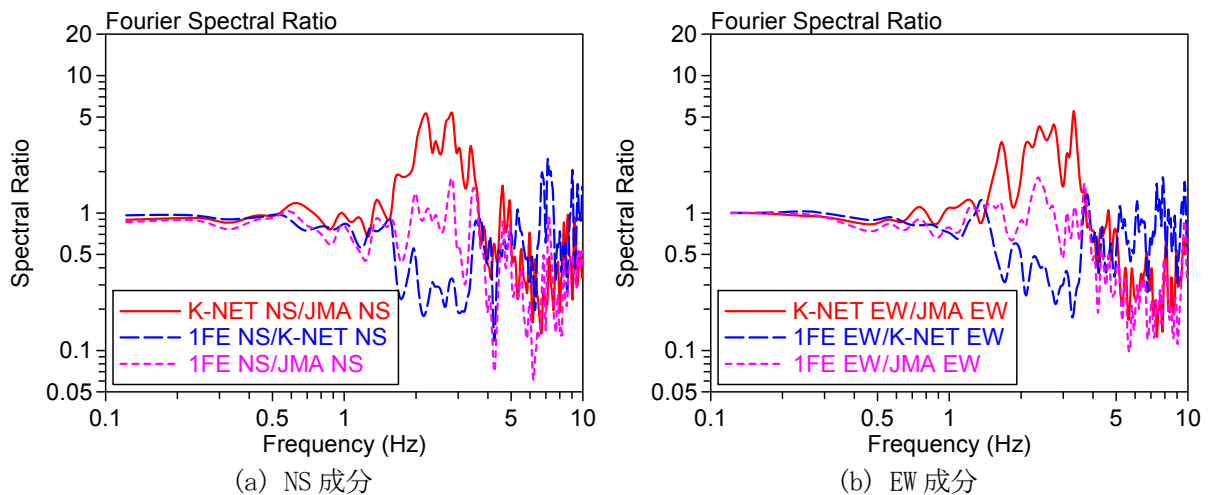 Fourier Spectral Ratio
20
10
5
1
0.5
0.1
0.05
Spectral Ratio
K-NET NS/JMA NS
1FE NS/K-NET NS
1FE NS/JMA NS
0.1
0.5
1
5
10
Frequency (Hz)
(a) NS成分
Fourier Spectral Ratio
20
10
5
1
0.5
0.1
0.05
Spectral Ratio
K-NET EW/JMA EW
1FE EW/K-NET EW
1FE EW/JMA EW
0.1
0.5
1
5
10
Frequency (Hz)
(b) EW成分